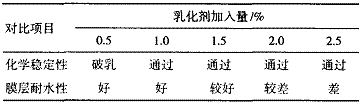 对比项目 乳化剂加入量/%
0.5 1.0 1.5 2.0 2.5
化学稳定性 破乳 通过 通过 通过 通过
膜层耐水性 好 好 较好 较差 差